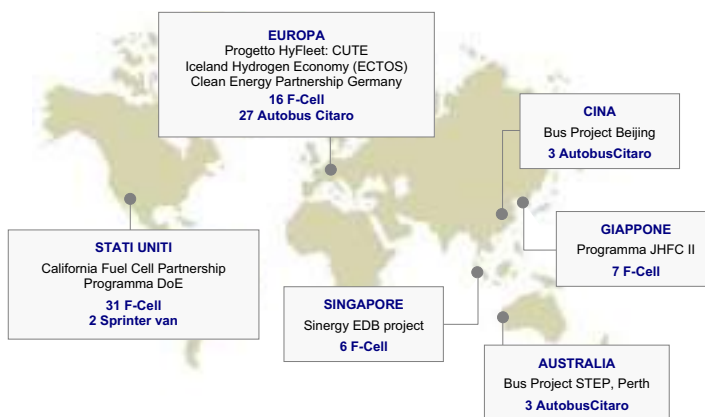 EUROPA
Progetto HyFleet: CUTE
Iceland Hydrogen Economy (ECTOS)
Clean Energy Partnership Germany
16 F-Cell
27 Autobus Citaro
CINA
Bus Project Beijing
3 AutobusCitaro
GIAPPONE
Programma JHFC II
7 F-Cell
STATI UNITI
California Fuel Cell Partnership
Programma DoE
31 F-Cell
2 Sprinter van
SINGAPORE
Sinergy EDB project
6 F-Cell
AUSTRALIA
Bus Project STEP, Perth
3 AutobusCitaro